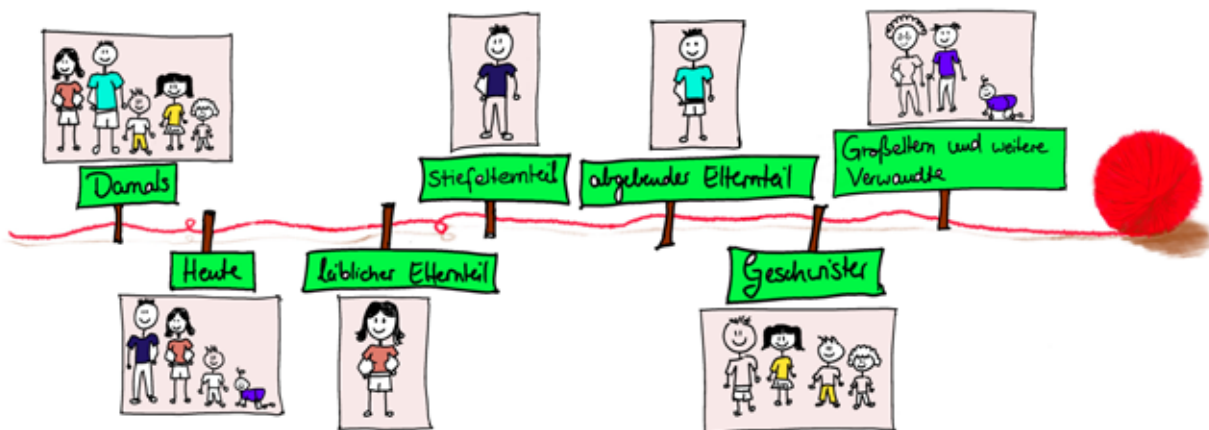 Damals
Heute
leiblicher Elternteil
Stiefelternteil
abgebender Elternteil
Geschwister
Großeltern und weitere
Verwandte